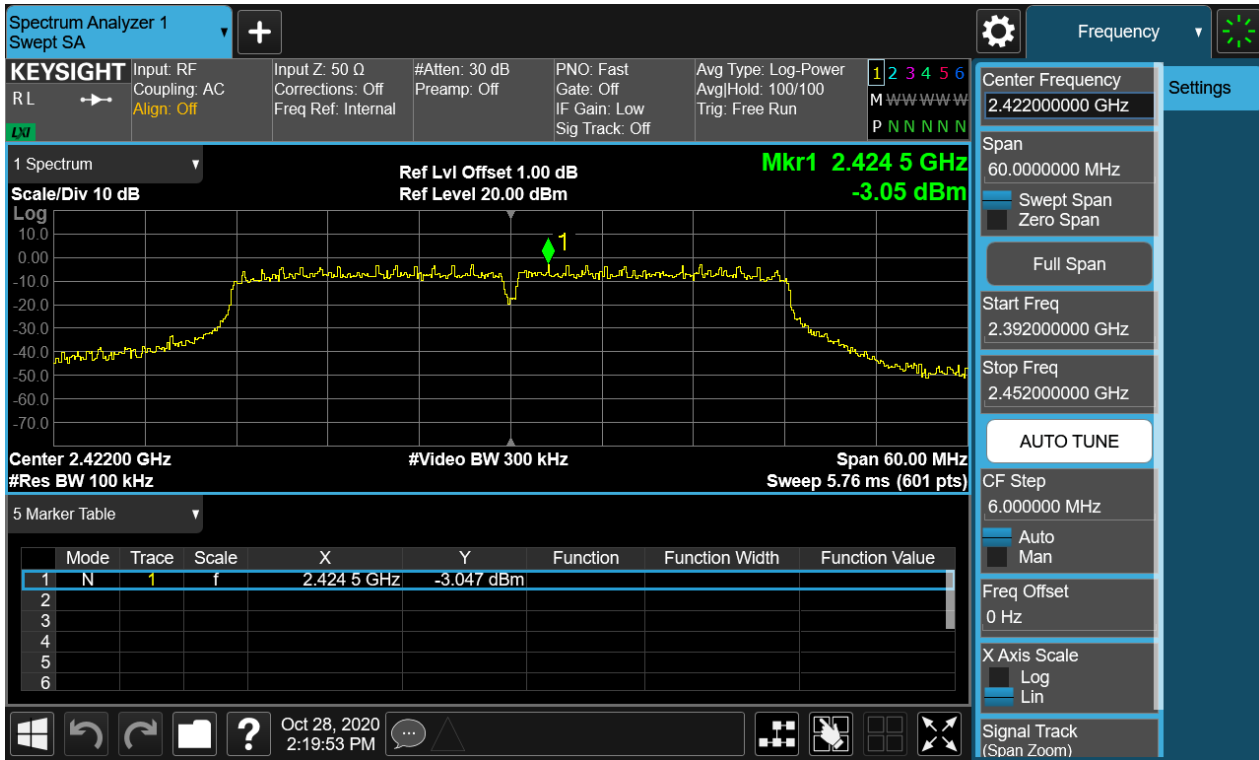 Spectrum Analyzer 1
Swept SA
+
Frequency
KEYSIGHT
R L
LXI
Input: RF
Coupling: AC
Align: Off
Input Z: 50 Ω
Corrections: Off
Freq Ref: Internal
#Atten: 30 dB
Preamp: Off
PNO: Fast
Gate: Off
IF Gain: Low
Sig Track: Off
Avg Type: Log-Power
Avg|Hold: 100/100
Trig: Free Run
1 2 3 4 5 6
M W W W W W
P N N N N N
Center Frequency
2.422000000 GHz
Settings
Span
60.0000000 MHz
Swept Span
Zero Span
Full Span
Start Freq
2.392000000 GHz
Stop Freq
2.452000000 GHz
AUTO TUNE
CF Step
6.000000 MHz
Auto
Man
Freq Offset
0 Hz
X Axis Scale
Log
Lin
Signal Track
(Span Zoom)
1 Spectrum
Scale/Div 10 dB
Ref Lvl Offset 1.00 dB
Ref Level 20.00 dBm
Mkr1 2.424 5 GHz
-3.05 dBm
Log
10.0
0.00
-10.0
-20.0
-30.0
-40.0
-50.0
-60.0
-70.0
1
Center 2.42200 GHz
#Video BW 300 kHz
Span 60.00 MHz
#Res BW 100 kHz
Sweep 5.76 ms (601 pts)
5 Marker Table
Mode Trace Scale X Y Function Function Width Function Value
1 N 1 f 2.424 5 GHz -3.047 dBm
2
3
4
5
6
?
Oct 28, 2020
2:19:53 PM